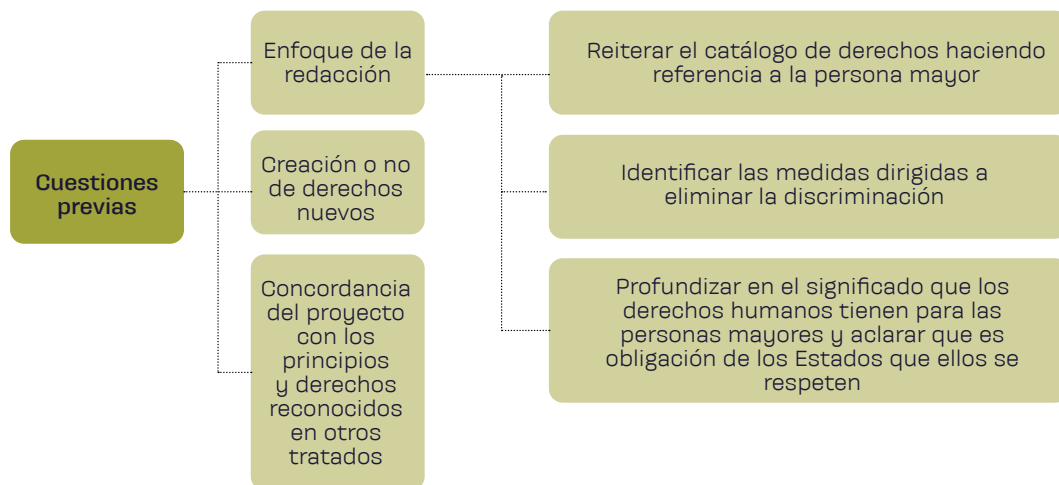 Cuestiones
previas
Enfoque de la
redacción
Creación o no
de derechos
nuevos
Concordancia
del proyecto
con los
principios
y derechos
reconocidos
en otros
tratados
Reiterar el catálogo de derechos haciendo
referencia a la persona mayor
Identificar las medidas dirigidas a
eliminar la discriminación
Profundizar en el significado que los
derechos humanos tienen para las
personas mayores y aclarar que es
obligación de los Estados que ellos se
respeten